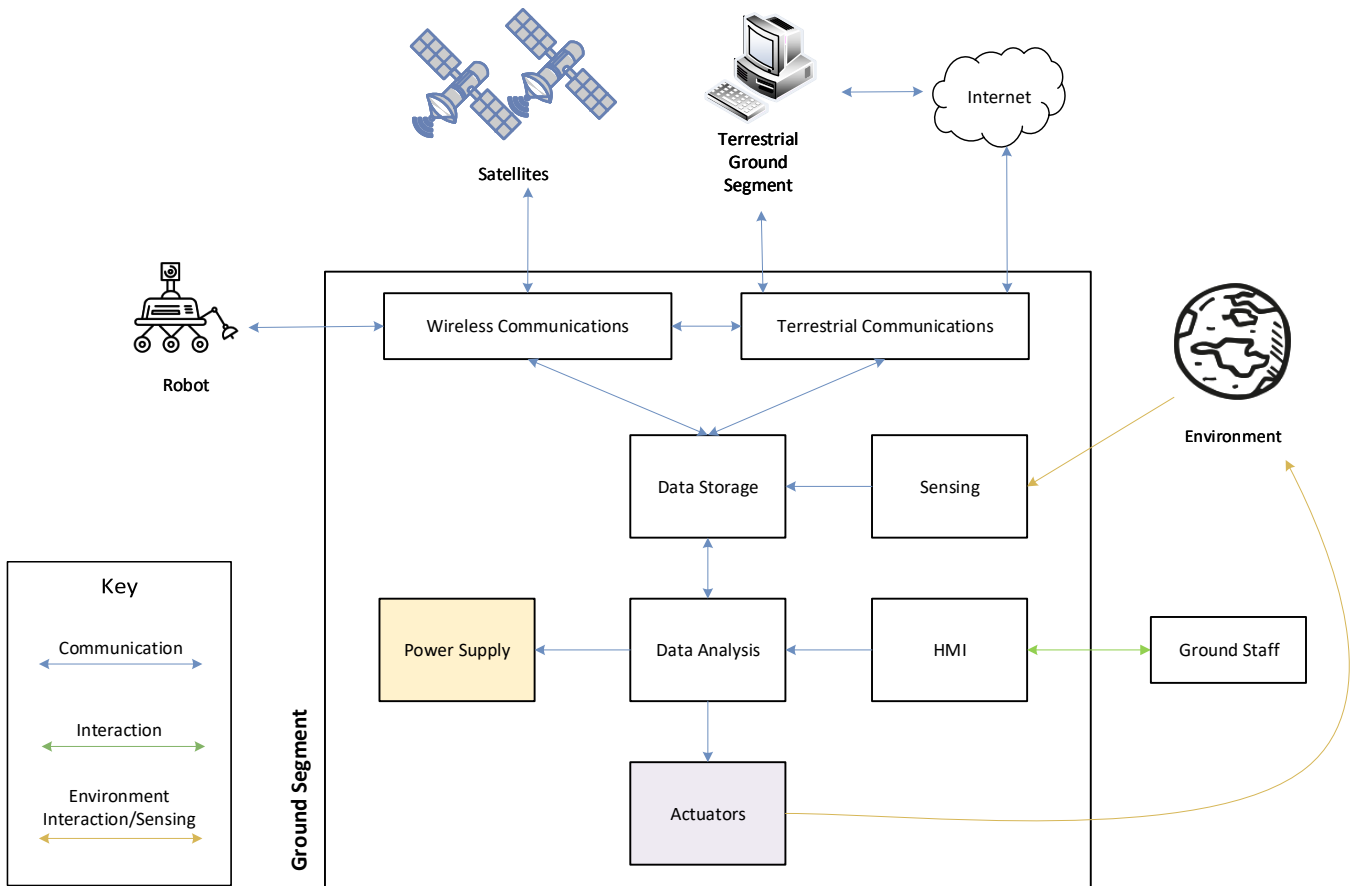 Satellites
Terrestrial
Ground
Segment
Internet
Robot
Wireless Communications
Terrestrial Communications
Environment
Data Storage
Sensing
Power Supply
Data Analysis
HMI
Ground Staff
Actuators
Ground Segment
Key
Communication
Interaction
Environment
Interaction/Sensing